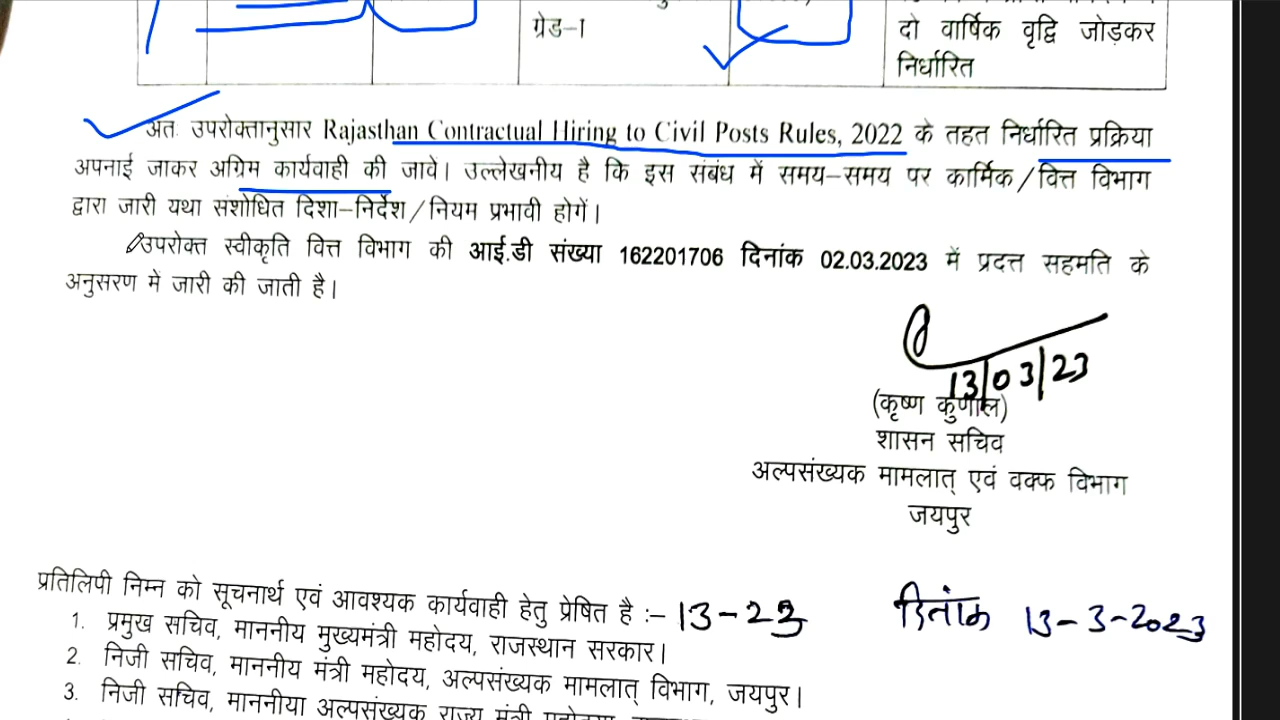 ग्रेड-I
दो वार्षिक वृद्धि जोड़कर
निर्धारित
अतः उपरोक्तानुसार Rajasthan Contractual Hiring to Civil Posts Rules, 2022 के तहत निर्धारित प्रक्रिया
अपनाई जाकर अग्रिम कार्यवाही की जावें। उल्लेखनीय है कि इस संबंध में समय-समय पर कार्मिक/वित्त विभाग
द्वारा जारी यथा संशोधित दिशा-निर्देश/नियम प्रभावी होगें।
उपरोक्त स्वीकृति वित्त विभाग की आई.डी संख्या 162201706 दिनांक 02.03.2023 में प्रदत्त सहमति के
अनुसरण में जारी की जाती है।
13/03/23
(कृष्ण कुणाल)
शासन सचिव
अल्पसंख्यक मामलात् एवं वक्फ विभाग
जयपुर
प्रतिलिपी निम्न को सूचनार्थ एवं आवश्यक कार्यवाही हेतु प्रेषित है :- 13-29 दिनांक 13-3-2023
1. प्रमुख सचिव, माननीय मुख्यमंत्री महोदय, राजस्थान सरकार।
2. निजी सचिव, माननीय मंत्री महोदय, अल्पसंख्यक मामलात् विभाग, जयपुर।
3. निजी सचिव, माननीया अल्पसंख्यक राज्य मंत्री